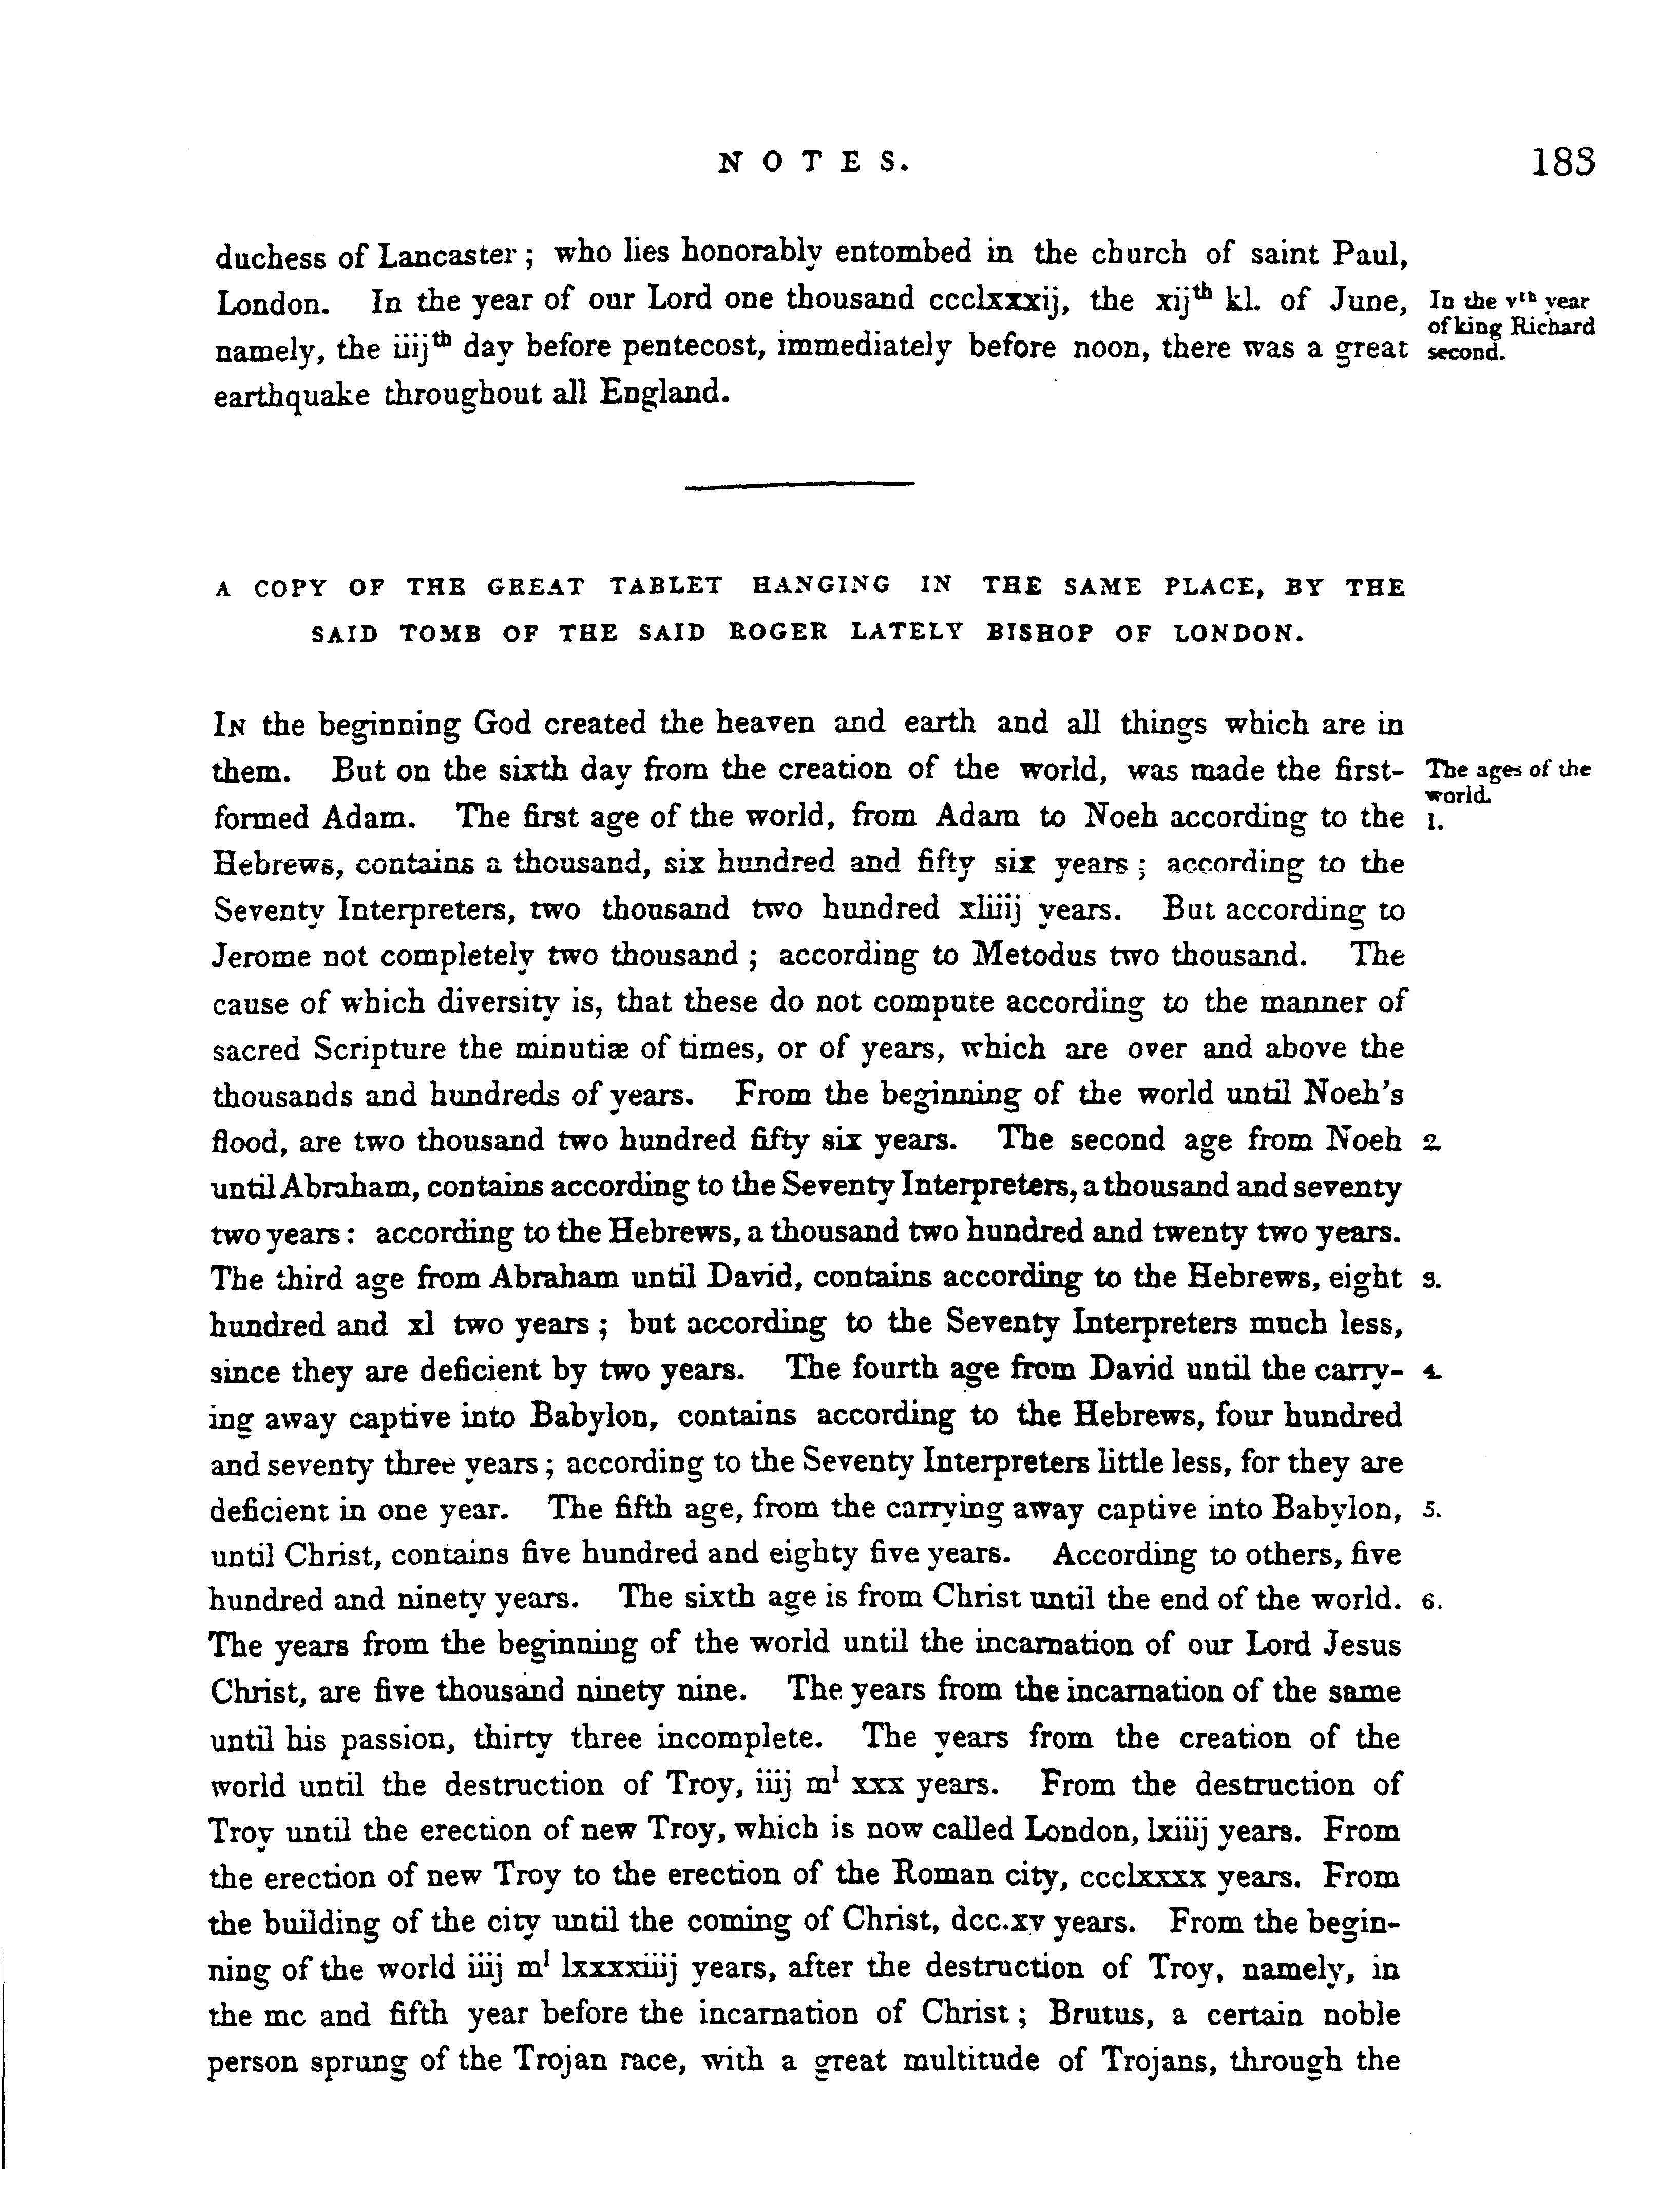 NOTES. 183
duchess of Lancaster; who lies honorably entombed in the church of saint Paul,
London. In the year of our Lord one thousand ccclxxxij, the xijth kl. of June,
In the vth year
of king Richard
second.
namely, the iiijth day before pentecost, immediately before noon, there was a great
earthquake throughout all England.
A COPY OF THE GREAT TABLET HANGING IN THE SAME PLACE, BY THE
SAID TOMB OF THE SAID ROGER LATELY BISHOP OF LONDON.
IN the beginning God created the heaven and earth and all things which are in
them. But on the sixth day from the creation of the world, was made the first-
The ages of the
world.
formed Adam. The first age of the world, from Adam to Noeh according to the
1.
Hebrews, contains a thousand, six hundred and fifty six years; according to the
Seventy Interpreters, two thousand two hundred xliiij years. But according to
Jerome not completely two thousand; according to Metodus two thousand. The
cause of which diversity is, that these do not compute according to the manner of
sacred Scripture the minutiæ of times, or of years, which are over and above the
thousands and hundreds of years. From the beginning of the world until Noeh's
flood, are two thousand two hundred fifty six years. The second age from Noeh
2.
until Abraham, contains according to the Seventy Interpreters, a thousand and seventy
two years: according to the Hebrews, a thousand two hundred and twenty two years.
The third age from Abraham until David, contains according to the Hebrews, eight
3.
hundred and xl two years; but according to the Seventy Interpreters much less,
since they are deficient by two years. The fourth age from David until the carry-
4.
ing away captive into Babylon, contains according to the Hebrews, four hundred
and seventy three years; according to the Seventy Interpreters little less, for they are
deficient in one year. The fifth age, from the carrying away captive into Babylon,
5.
until Christ, contains five hundred and eighty five years. According to others, five
hundred and ninety years. The sixth age is from Christ until the end of the world.
6.
The years from the beginning of the world until the incarnation of our Lord Jesus
Christ, are five thousand ninety nine. The years from the incarnation of the same
until his passion, thirty three incomplete. The years from the creation of the
world until the destruction of Troy, iiij ml xxx years. From the destruction of
Troy until the erection of new Troy, which is now called London, lxiiij years. From
the erection of new Troy to the erection of the Roman city, ccclxxxx years. From
the building of the city until the coming of Christ, dcc.xv years. From the begin-
ning of the world iiij ml lxxxxiiij years, after the destruction of Troy, namely, in
the mc and fifth year before the incarnation of Christ; Brutus, a certain noble
person sprung of the Trojan race, with a great multitude of Trojans, through the